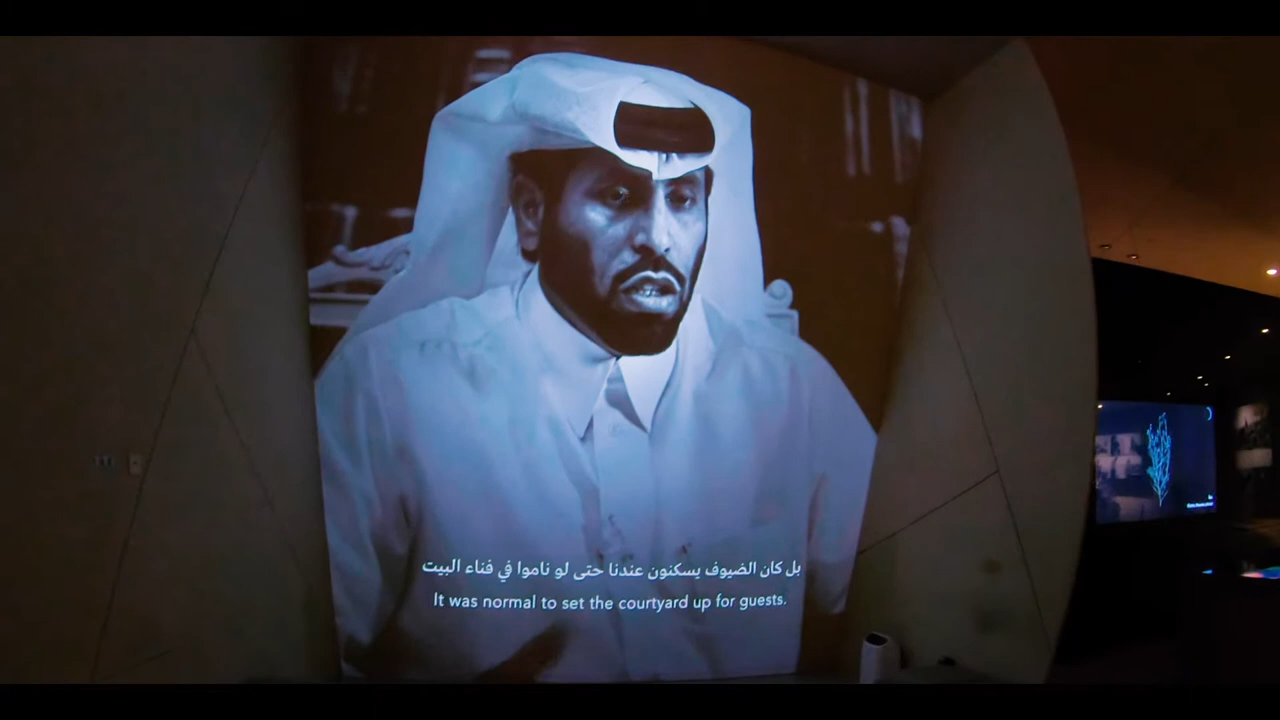 بل كان الضيوف يسكنون عندنا حتى لو ناموا في فناء البيت
It was normal to set the courtyard up for guests.